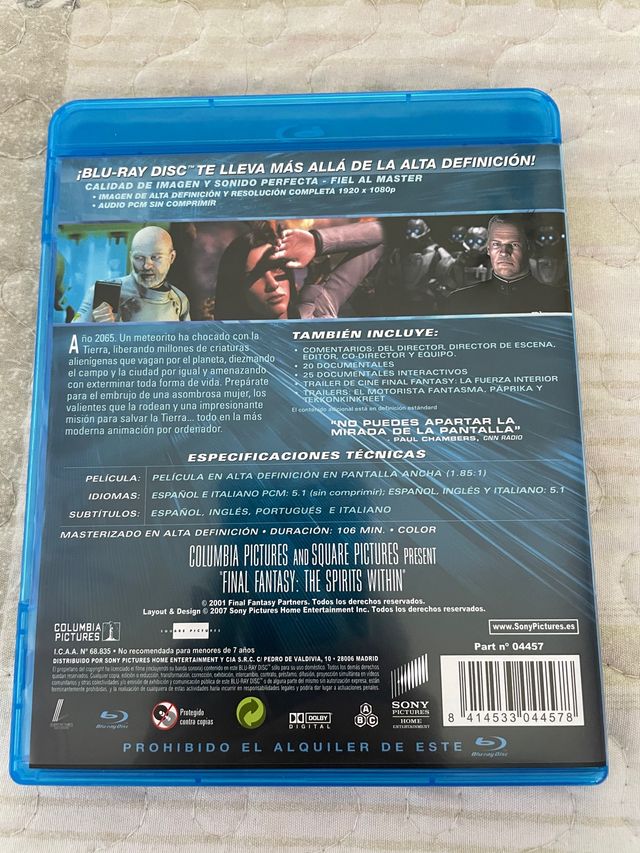 ¡BLU-RAY DISC™ TE LLEVA MÁS ALLÁ DE LA ALTA DEFINICIÓN!
CALIDAD DE IMAGEN Y SONIDO PERFECTA - FIEL AL MASTER
• IMAGEN DE ALTA DEFINICIÓN Y RESOLUCIÓN COMPLETA 1920 x 1080p
• AUDIO PCM SIN COMPRIMIR
Año 2065. Un meteorito ha chocado con la
Tierra, liberando millones de criaturas
alienígenas que vagan por el planeta, diezmando
el campo y la ciudad por igual y amenazando
con exterminar toda forma de vida. Prepárate
para el embrujo de una asombrosa mujer, los
valientes que la rodean y una impresionante
misión para salvar la Tierra... todo en la más
moderna animación por ordenador.
TAMBIÉN INCLUYE:
• COMENTARIOS: DEL DIRECTOR, DIRECTOR DE ESCENA,
EDITOR, CO-DIRECTOR Y EQUIPO.
• 20 DOCUMENTALES
• 25 DOCUMENTALES INTERACTIVOS
• TRAILER DE CINE FINAL FANTASY: LA FUERZA INTERIOR
• TRAILERS: EL MOTORISTA FANTASMA, PAPRIKA Y
TEKKONKINKREET
El contenido adicional está en definición estándard
"NO PUEDES APARTAR LA
MIRADA DE LA PANTALLA"
- PAUL CHAMBERS, CNN RADIO
ESPECIFICACIONES TÉCNICAS
PELÍCULA: PELÍCULA EN ALTA DEFINICIÓN EN PANTALLA ANCHA (1.85:1)
IDIOMAS: ESPAÑOL E ITALIANO PCM: 5.1 (sin comprimir); ESPAÑOL, INGLÉS Y ITALIANO: 5.1
SUBTÍTULOS: ESPAÑOL, INGLÉS, PORTUGUÉS E ITALIANO
MASTERIZADO EN ALTA DEFINICIÓN • DURACIÓN: 106 MIN. • COLOR
COLUMBIA PICTURES AND SQUARE PICTURES PRESENT
"FINAL FANTASY: THE SPIRITS WITHIN"
© 2001 Final Fantasy Partners. Todos los derechos reservados.
Layout & Design © 2007 Sony Pictures Home Entertainment Inc. Todos los derechos reservados.
COLUMBIA
PICTURES
SQUARE PICTURES
www.SonyPictures.es
I.C.A.A. Nº 68.835 • No recomendada para menores de 7 años
DISTRIBUIDO POR SONY PICTURES HOME ENTERTAINMENT Y CIA S.R.C. C/ PEDRO DE VALDIVIA, 10 - 28006 MADRID
Part nº 04457
Blu-ray Disc
Protegido
contra copias
DOLBY
DIGITAL
A
B C
SONY
PICTURES
HOME
ENTERTAINMENT
8 414533 044578
PROHIBIDO EL ALQUILER DE ESTE Blu-ray Disc